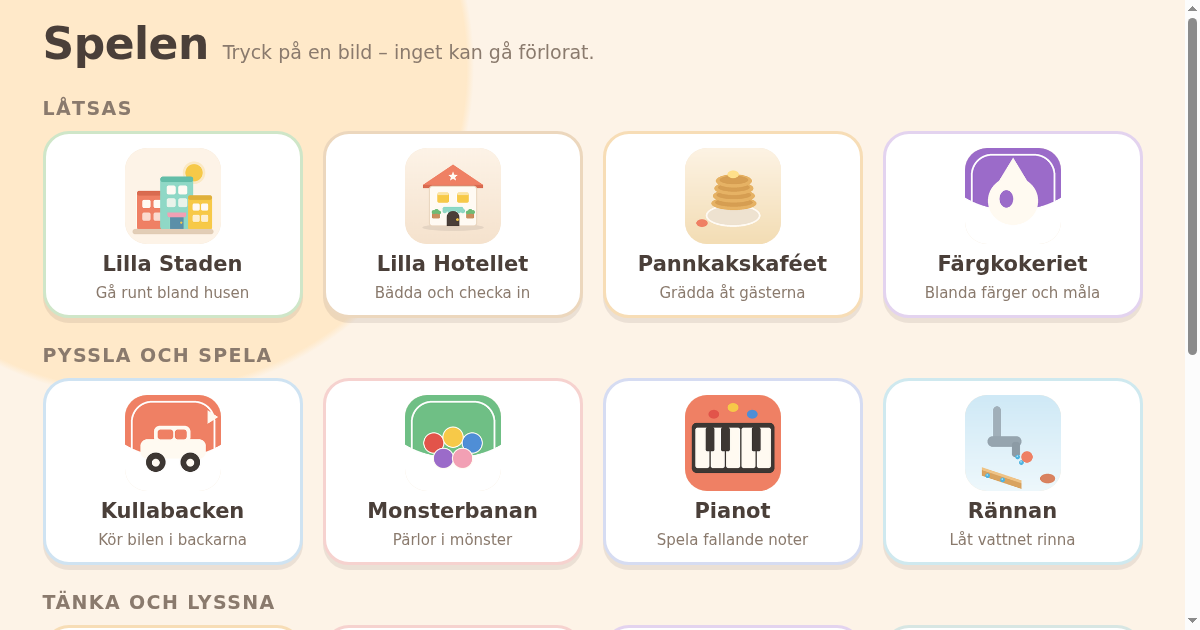 Spelen
Tryck på en bild – inget kan gå förlorat.
LÅTSAS
Lilla Staden
Gå runt bland husen
Lilla Hotellet
Bädda och checka in
Pannkakskaféet
Grädda åt gästerna
Färgkokeriet
Blanda färger och måla
PYSSLA OCH SPELA
Kullabacken
Kör bilen i backarna
Monsterbanan
Pärlor i mönster
Pianot
Spela fallande noter
Rännan
Låt vattnet rinna
TÄNKA OCH LYSSNA